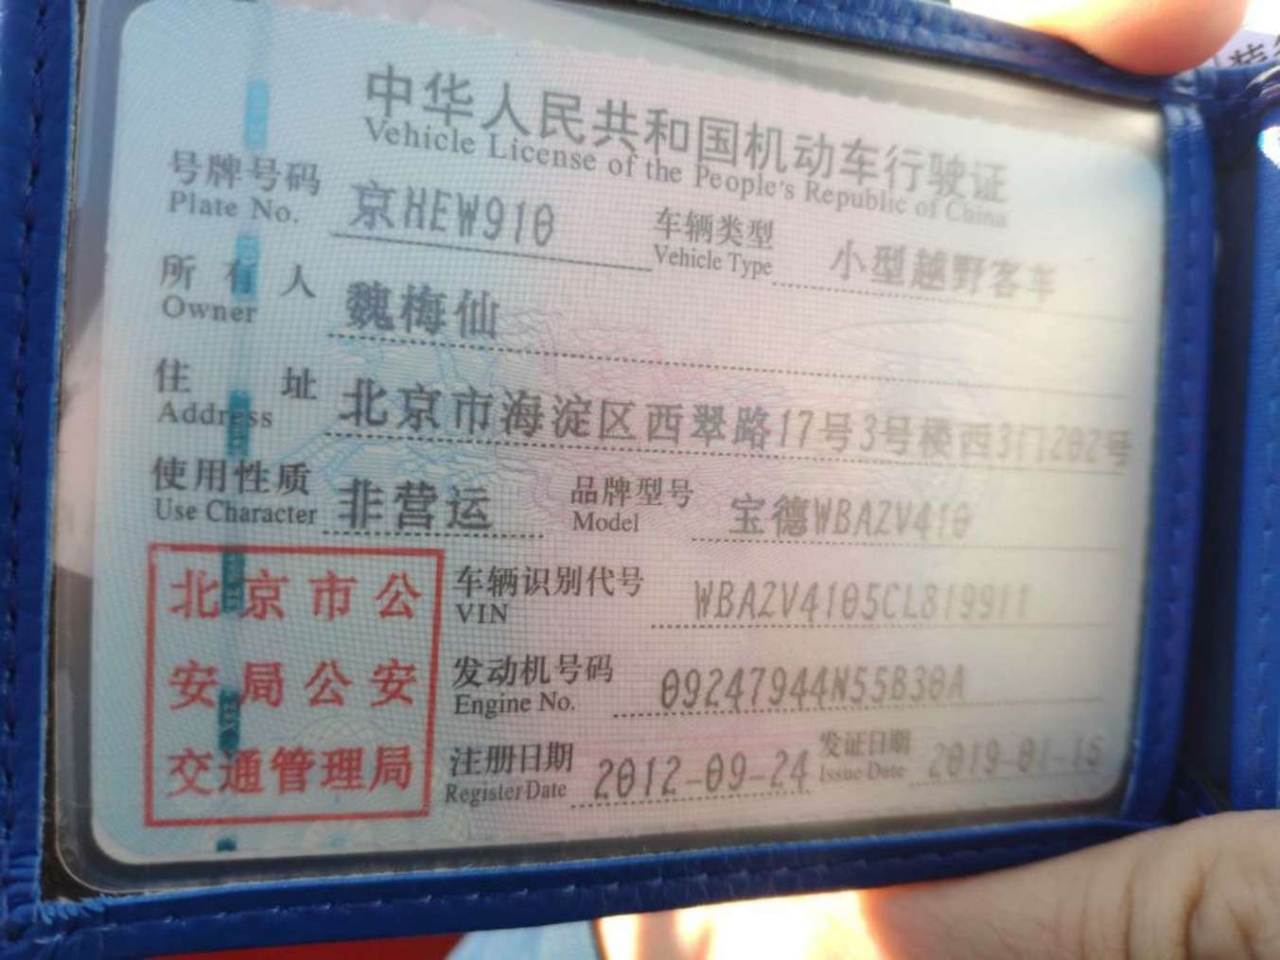 中华人民共和国机动车行驶证
Vehicle License of the People's Republic of China
号牌号码 京HEW910 车辆类型 小型越野客车
Plate No. Vehicle Type
所有人 魏梅仙
Owner
住址 北京市海淀区西翠路17号3号楼西3门202号
Address
使用性质 非营运 品牌型号 宝德WBAZV410
Use Character Model
北京市公
安局公安
交通管理局
车辆识别代号 WBAZV4105CL819911
VIN
发动机号码 09247944N55B30A
Engine No.
注册日期 2012-09-24 发证日期 2019-01-15
Register Date Issue Date